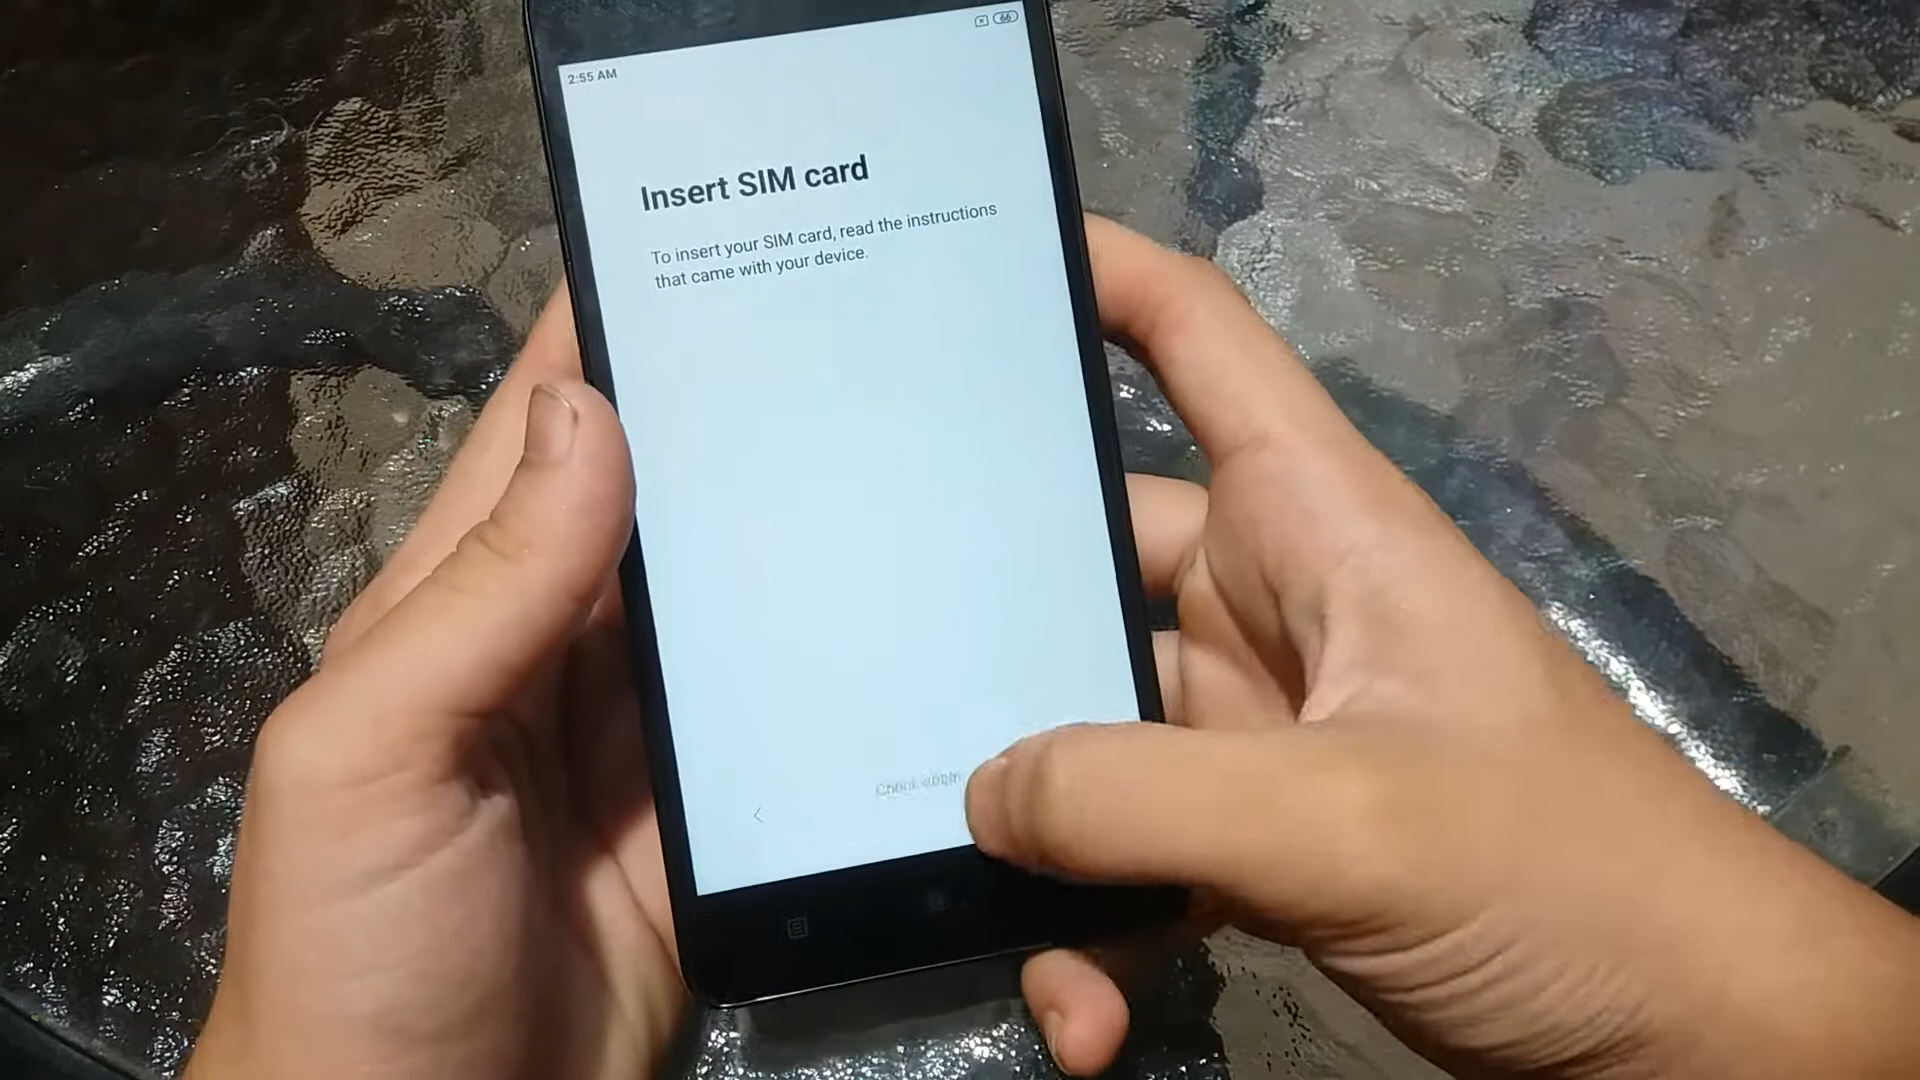 66
2:55 AM
Insert SIM card
To insert your SIM card, read the instructions
that came with your device.